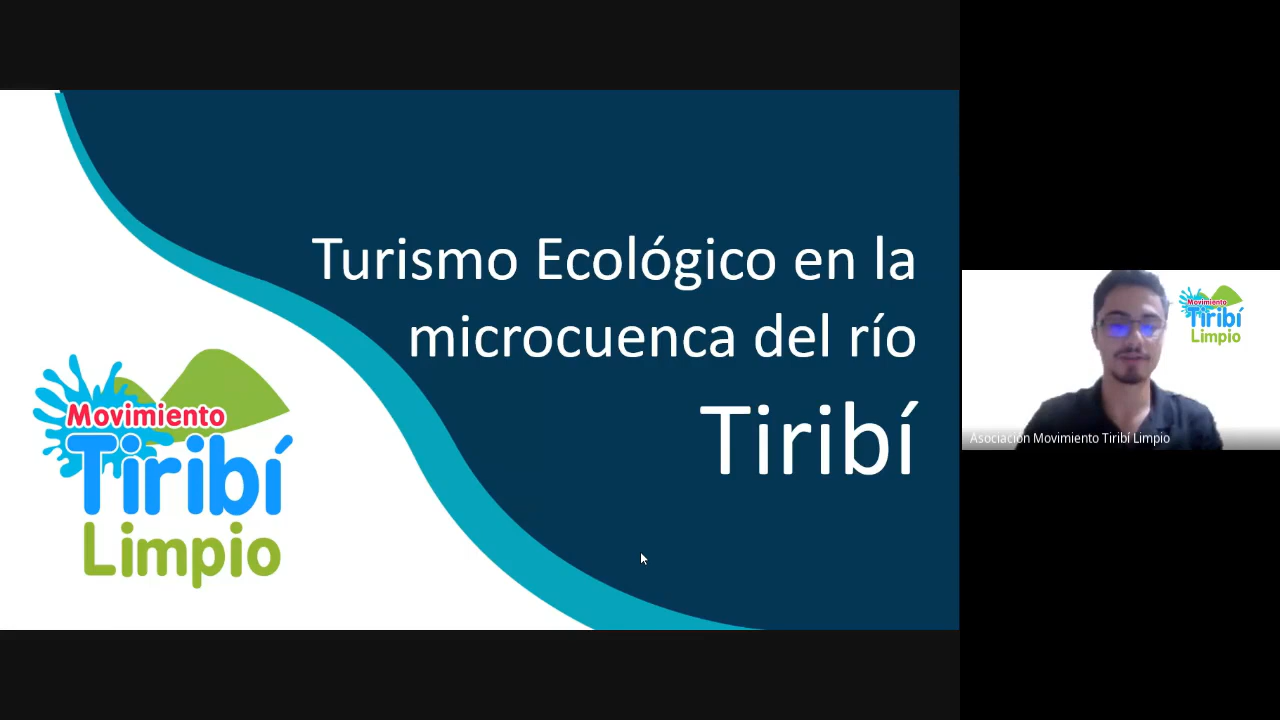 Turismo Ecológico en la
microcuenca del río
Tiribí
Movimiento
Tiribí
Limpio
Movimiento
Tiribí
Limpio
Asociación Movimiento Tiribí Limpio